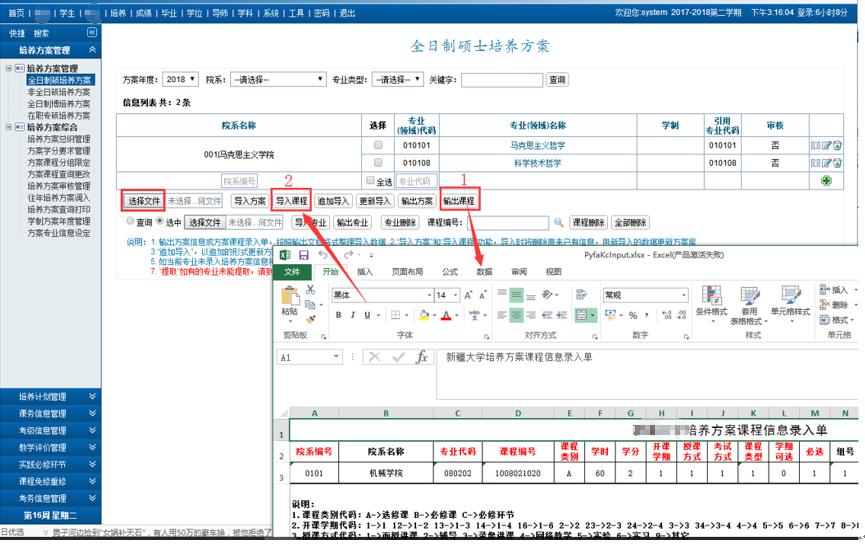 首页 | 学生 | 培养 | 成绩 | 毕业 | 学位 | 导师 | 学科 | 系统 | 工具 | 密码 | 退出
欢迎您:system 2017-2018第二学期 下午3:16:04 登录:6小时8分
快捷 搜索
培养方案管理
培养方案管理
全日制硕培养方案
非全日硕培养方案
全日制博培养方案
在职专硕培养方案
培养方案综合
培养方案总纲管理
方案学分要求管理
方案课程分组限定
方案课程查询更改
培养方案审核管理
往年培养方案调入
培养方案查询打印
学制方案年度管理
方案专业信息设定
培养计划管理
课务信息管理
考级信息管理
教学评价管理
实践必修环节
课程免修重修
考务信息管理
第16周 星期二
全日制硕士培养方案
方案年度: 2018 院系: --请选择-- 专业类型: --请选择-- 关键字: 查询
信息列表 共: 2 条
院系名称 选择 专业(领域)代码 专业(领域)名称 学制 引用专业代码 审核
001|马克思主义学院
010101 马克思主义哲学 010101 否
010108 科学技术哲学 010108 否
院系编号 全选 专业代码
2
1
选择文件 未选择...何文件 导入方案 导入课程 追加导入 更新导入 输出方案 输出课程
查询 选中 选择文件 未选择...何文件 导入专业 输出专业 专业删除 课程编号: 课程删除 全部删除
说明: 1. 输出方案信息或方案课程录入单，按照输出文档格式整理导入数据. 2. "导入方案"和"导入课程"功能，导入时将删除原来已有信息，用新导入的数据更新方案库
3. "追加导入"，以追加的形式更新方
5. 如当前专业未录入培养方案信息
7. "提取"如有的专业未能提取，请到
PyfaKcInput.xlsx - Excel(产品激活失败)
文件 开始 插入 页面布局 公式 数据 审阅 视图
粘贴
黑体 14
常规
B I U
条件格式 套用表格格式 单元格样式
插入
删除
格式
剪贴板 字体 对齐方式 数字 样式 单元格
A1 新疆大学培养方案课程信息录入单
A B C D E F G H I J K L M N
1 培养方案课程信息录入单
2 院系编号 院系名称 专业代码 课程编号 课程类别 学时 学分 开课学期 授课方式 考试方式 课程类型 学期可选 必选 组号
3 0101 机械学院 080202 1008021020 A 60 2 1 1 1 1 0 1 1
说明:
1.课程类别代码: A->选修课 B->必修课 C->必修环节
2.开课学期代码: 1->1 12->1-2 13->1-3 14->1-4 16->1-6 2->2 23->2-3 24->2-4 3->3 34->3-4 4->4 5->5 6->6 7->7 8->